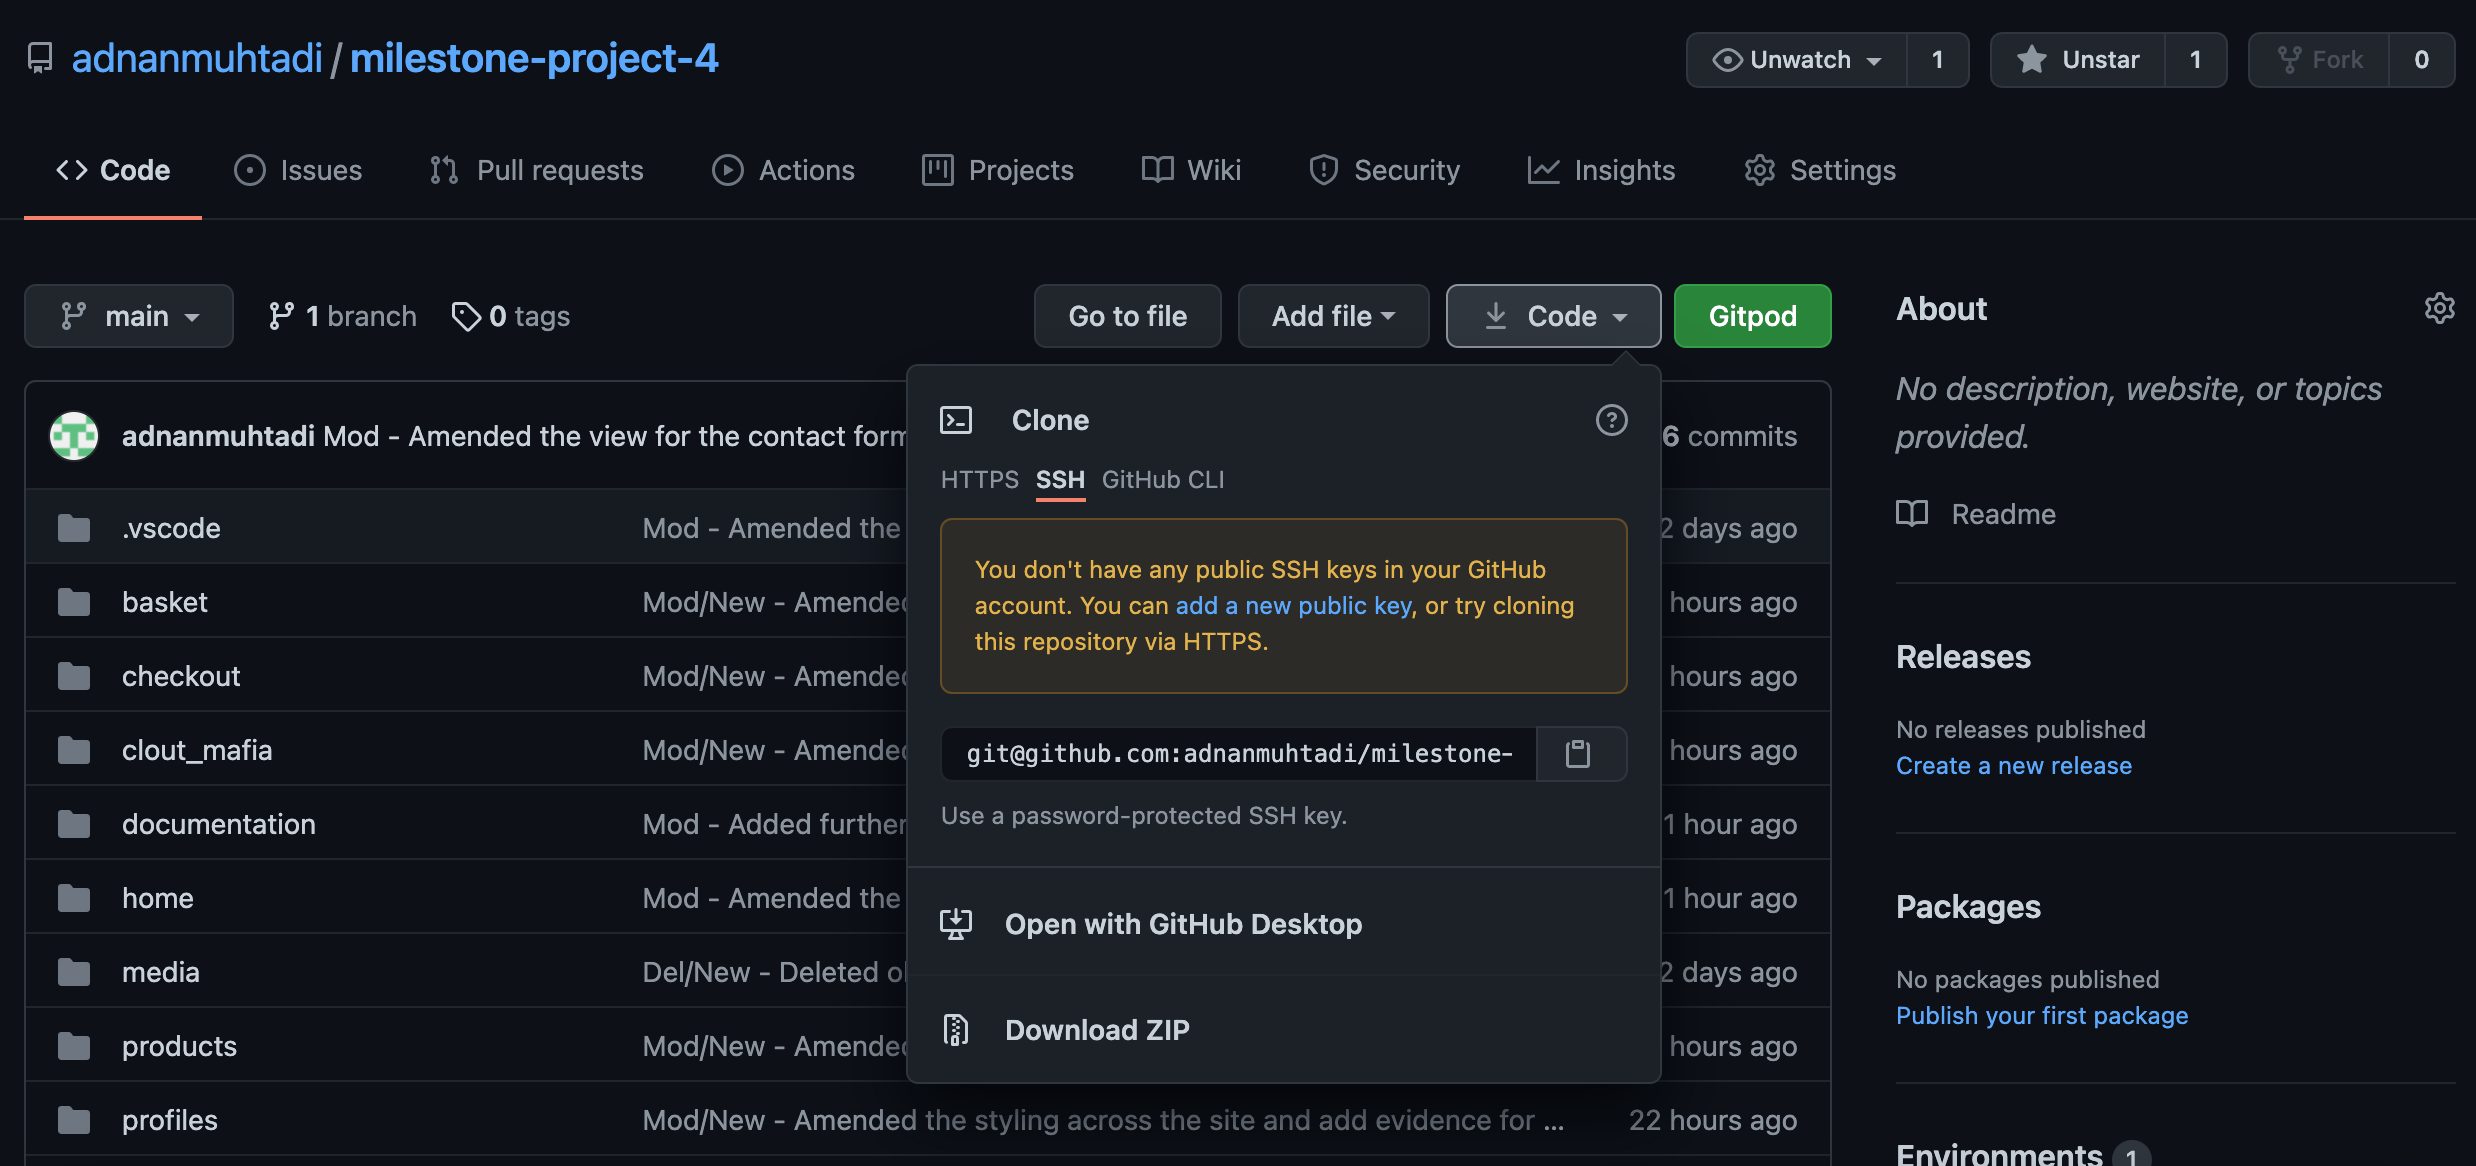 adnanmuhtadi / milestone-project-4
Unwatch 1
Unstar 1
Fork 0
Code
Issues
Pull requests
Actions
Projects
Wiki
Security
Insights
Settings
main
1 branch
0 tags
Go to file
Add file
Code
Gitpod
adnanmuhtadi Mod - Amended the view for the contact form
6 commits
.vscode Mod - Amended the 2 days ago
basket Mod/New - Amended hours ago
checkout Mod/New - Amended hours ago
clout_mafia Mod/New - Amended hours ago
documentation Mod - Added further 1 hour ago
home Mod - Amended the 1 hour ago
media Del/New - Deleted 2 days ago
products Mod/New - Amended hours ago
profiles Mod/New - Amended the styling across the site and add evidence for ... 22 hours ago
Clone
HTTPS SSH GitHub CLI
You don't have any public SSH keys in your GitHub
account. You can add a new public key, or try cloning
this repository via HTTPS.
git@github.com:adnanmuhtadi/milestone-
Use a password-protected SSH key.
Open with GitHub Desktop
Download ZIP
About
No description, website, or topics
provided.
Readme
Releases
No releases published
Create a new release
Packages
No packages published
Publish your first package
Environments 1